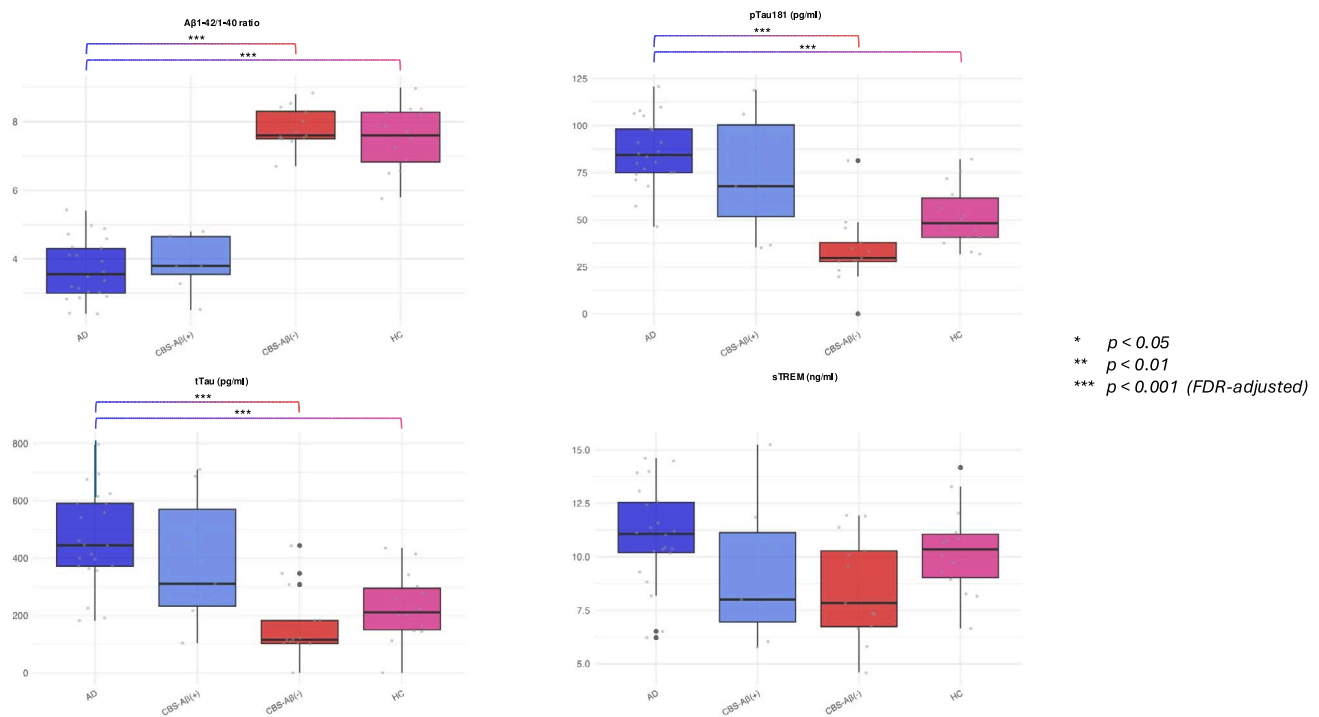 Aβ1-42/1-40 ratio
***
***
8
6
4
AD
CBS-Aβ(+)
CBS-Aβ(-)
HC
pTau181 (pg/ml)
***
***
125
100
75
50
25
0
AD
CBS-Aβ(+)
CBS-Aβ(-)
HC
* p < 0.05
** p < 0.01
*** p < 0.001 (FDR-adjusted)
tTau (pg/ml)
***
***
800
600
400
200
0
AD
CBS-Aβ(+)
CBS-Aβ(-)
HC
sTREM (ng/ml)
15.0
12.5
10.0
7.5
5.0
AD
CBS-Aβ(+)
CBS-Aβ(-)
HC